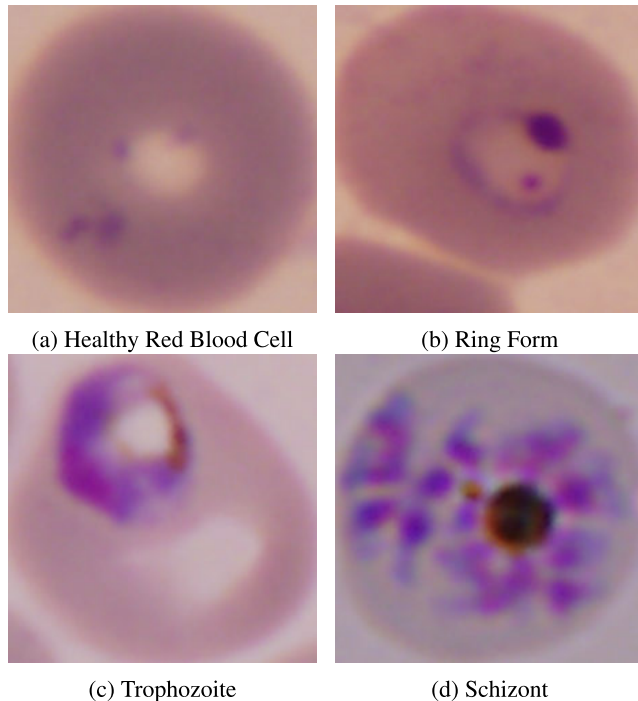 (a) Healthy Red Blood Cell
(b) Ring Form
(c) Trophozoite
(d) Schizont